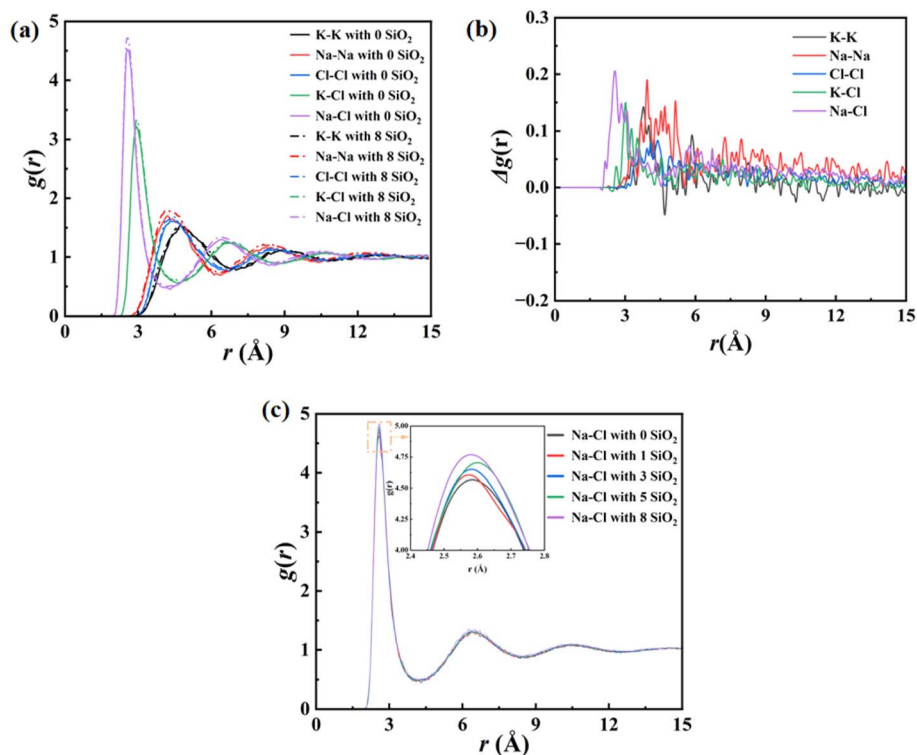 (a)
5
4
3
2
1
0
g(r)
0 3 6 9 12 15
r (Å)
K-K with 0 SiO₂
Na-Na with 0 SiO₂
Cl-Cl with 0 SiO₂
K-Cl with 0 SiO₂
Na-Cl with 0 SiO₂
K-K with 8 SiO₂
Na-Na with 8 SiO₂
Cl-Cl with 8 SiO₂
K-Cl with 8 SiO₂
Na-Cl with 8 SiO₂
(b)
0.3
0.2
0.1
0.0
−0.1
−0.2
Δg(r)
0 3 6 9 12 15
r(Å)
K-K
Na-Na
Cl-Cl
K-Cl
Na-Cl
(c)
5
4
3
2
1
0
g(r)
0 3 6 9 12 15
r (Å)
5.00
4.75
4.50
4.25
4.00
g(r)
2.4 2.5 2.6 2.7 2.8
r (Å)
Na-Cl with 0 SiO₂
Na-Cl with 1 SiO₂
Na-Cl with 3 SiO₂
Na-Cl with 5 SiO₂
Na-Cl with 8 SiO₂